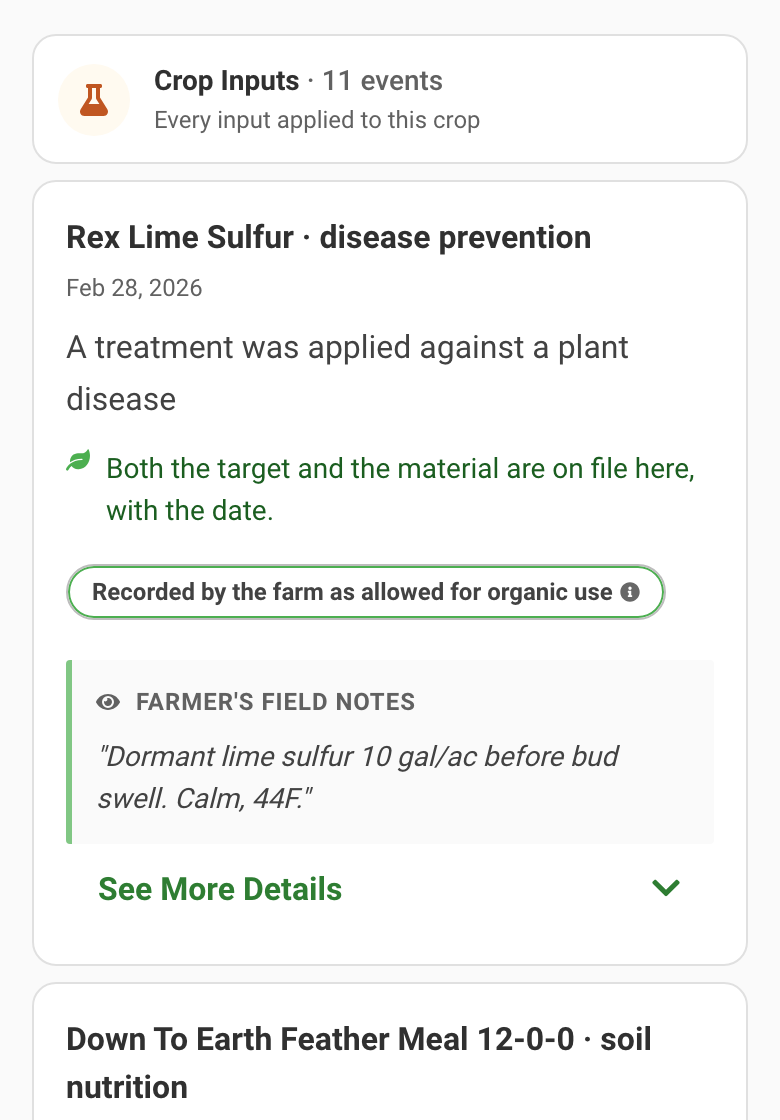 Crop Inputs · 11 events
Every input applied to this crop
Rex Lime Sulfur · disease prevention
Feb 28, 2026
A treatment was applied against a plant
disease
Both the target and the material are on file here,
with the date.
Recorded by the farm as allowed for organic use
FARMER'S FIELD NOTES
"Dormant lime sulfur 10 gal/ac before bud
swell. Calm, 44F."
See More Details
Down To Earth Feather Meal 12-0-0 · soil
nutrition